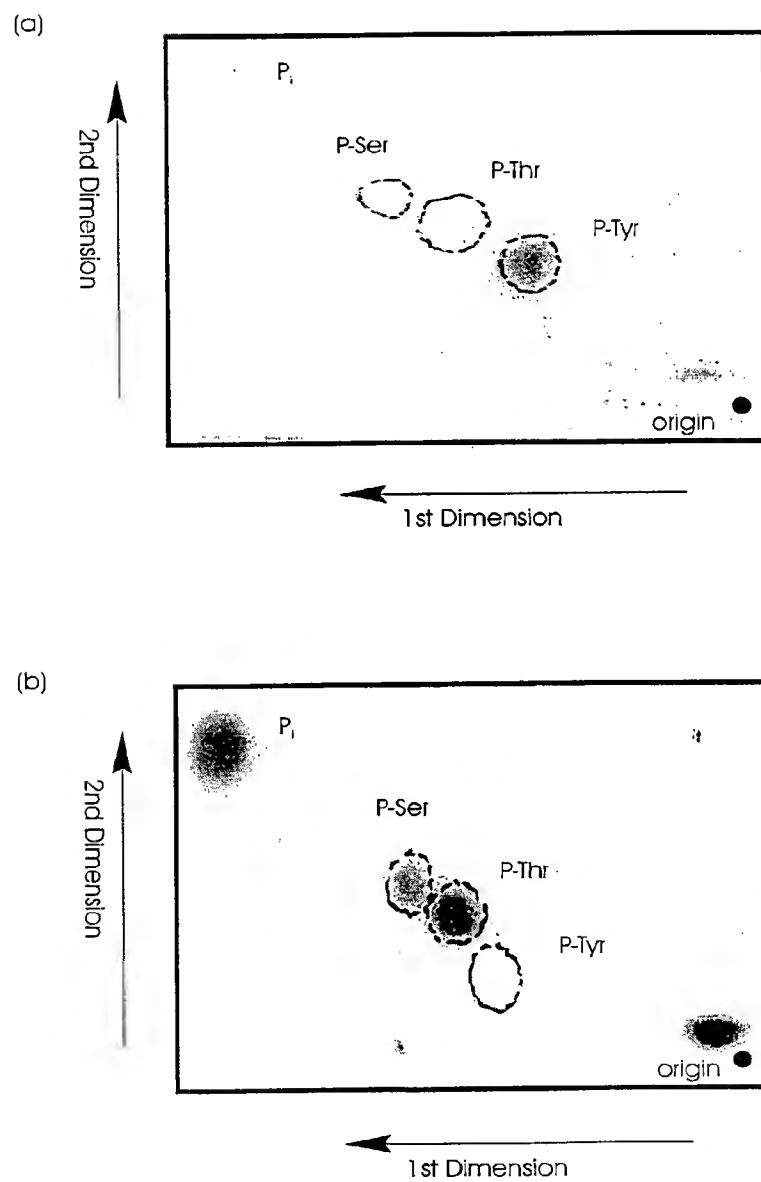 (a)
Pi
P-Ser
P-Thr
P-Tyr
origin
2nd Dimension
1st Dimension
(b)
Pi
P-Ser
P-Thr
P-Tyr
origin
2nd Dimension
1st Dimension